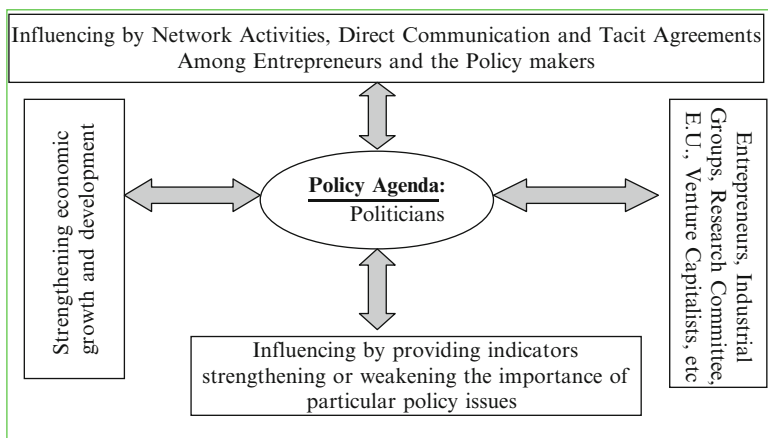 Influencing by Network Activities, Direct Communication and Tacit Agreements
Among Entrepreneurs and the Policy makers
Strengthening economic
growth and development
Policy Agenda:
Politicians
Entrepreneurs, Industrial
Groups, Research Committee,
E.U., Venture Capitalists, etc
Influencing by providing indicators
strengthening or weakening the importance of
particular policy issues